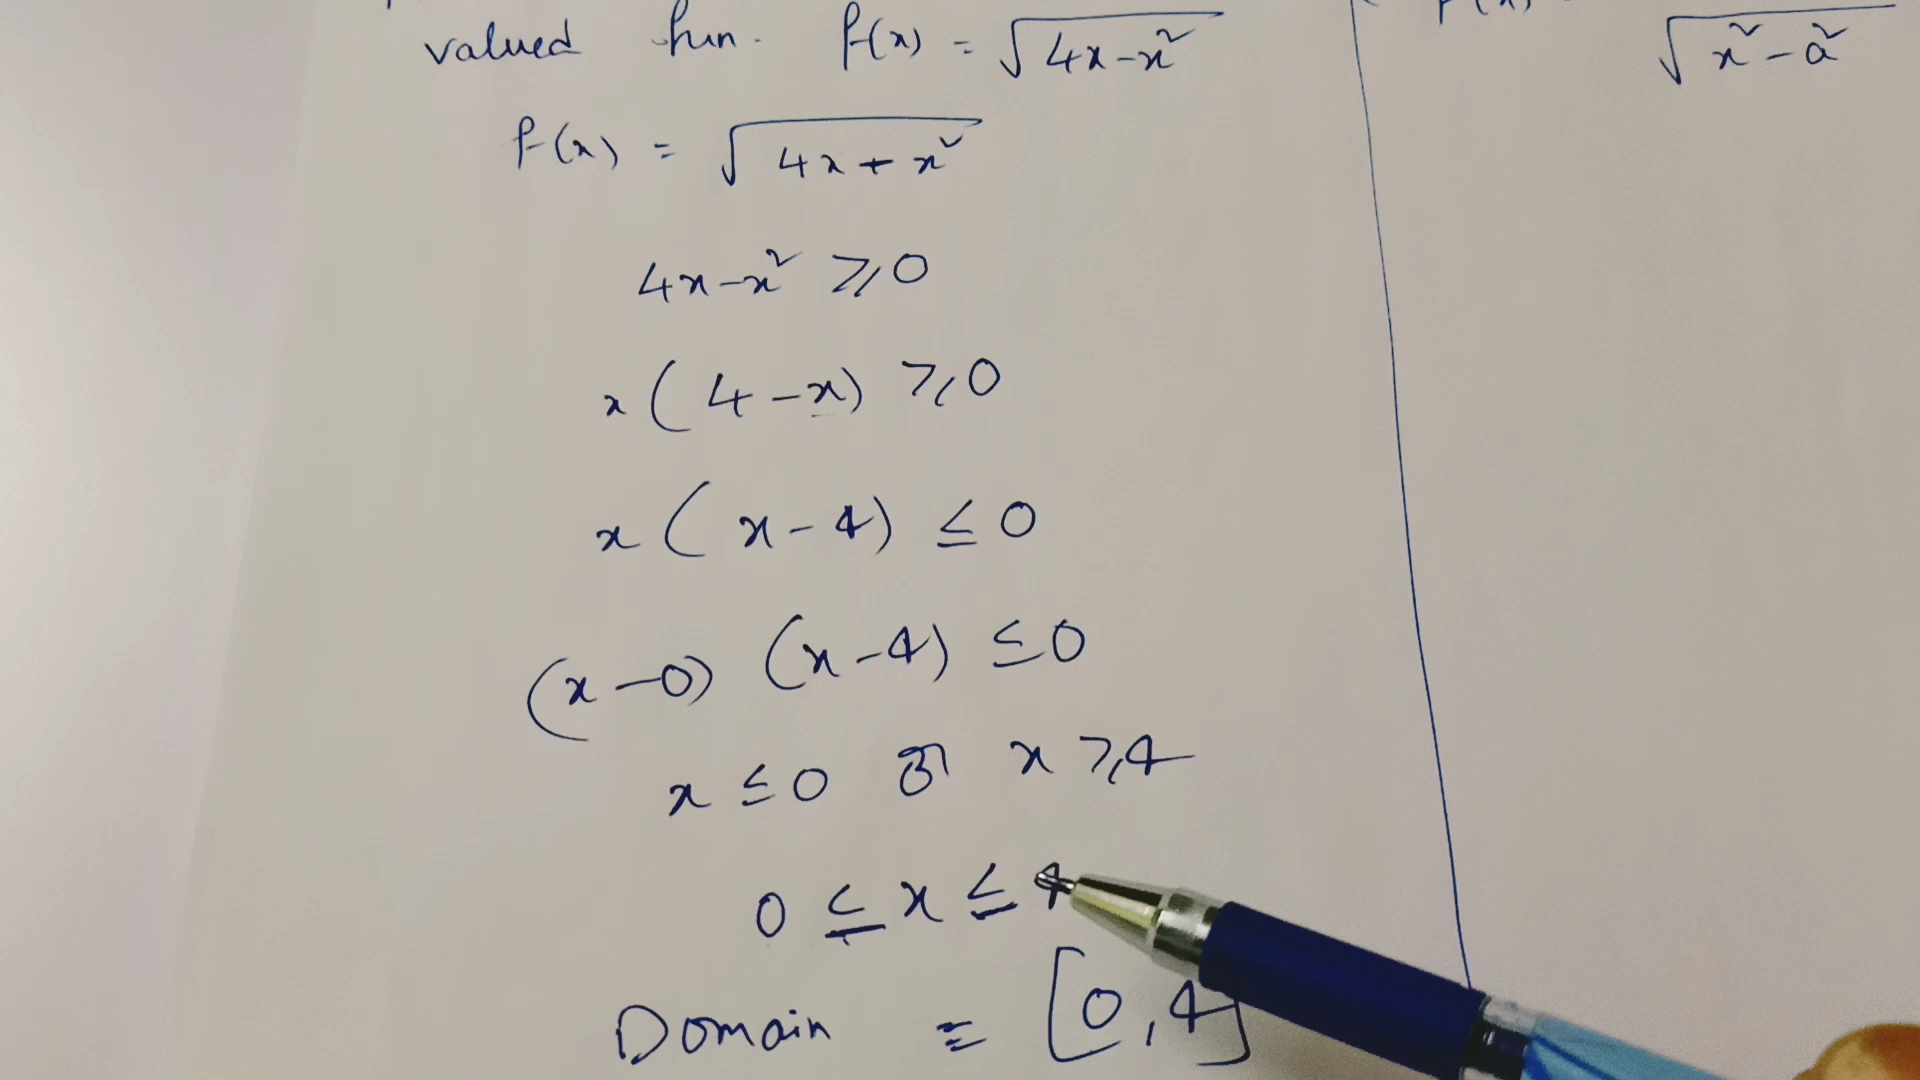 valued fun. f(x) = √4x-x²
f(x) = √4x+x²
4x-x² ≥ 0
x(4-x) ≥ 0
x(x-4) ≤ 0
(x-0) (x-4) ≤ 0
x ≤ 0 or x ≥ 4
0 ≤ x ≤ 4
Domain = [0,4]
√x²-a²